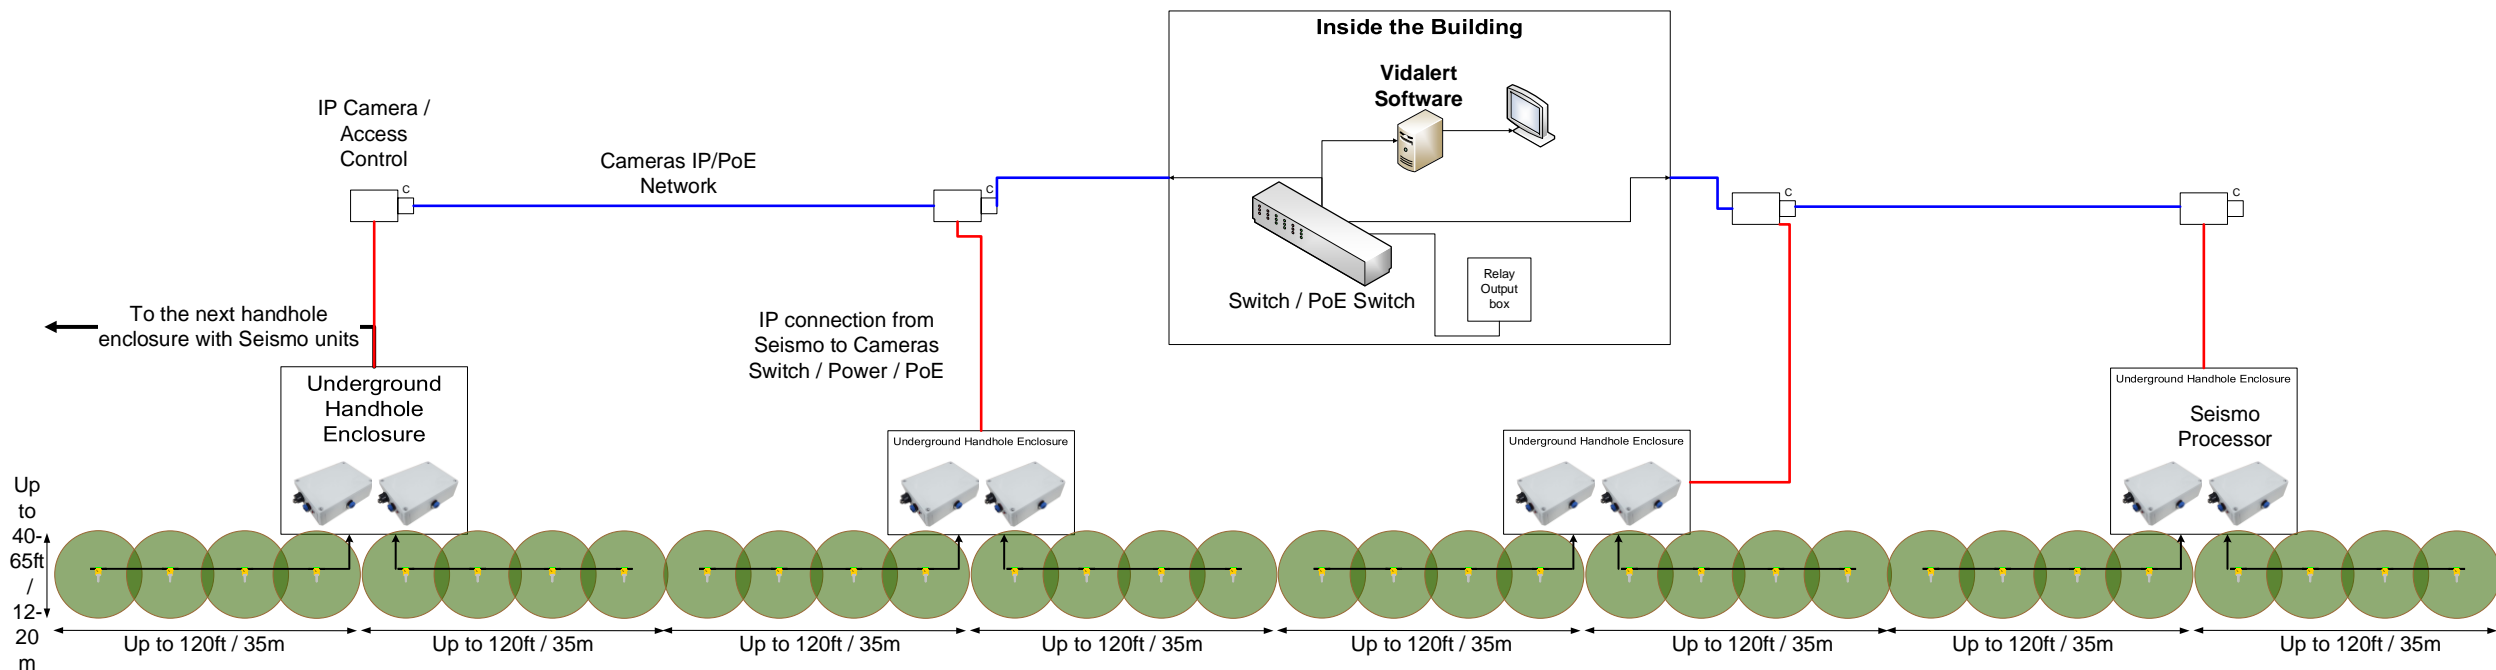 Inside the Building
Vidalert
Software
IP Camera /
Access
Control
Cameras IP/PoE
Network
C
C
C
C
Relay
Output
box
Switch / PoE Switch
To the next handhole
enclosure with Seismo units
IP connection from
Seismo to Cameras
Switch / Power / PoE
Underground
Handhole
Enclosure
Underground Handhole Enclosure
Underground Handhole Enclosure
Underground Handhole Enclosure
Seismo
Processor
Up
to
40-
65ft
/
12-
20
m
Up to 120ft / 35m
Up to 120ft / 35m
Up to 120ft / 35m
Up to 120ft / 35m
Up to 120ft / 35m
Up to 120ft / 35m
Up to 120ft / 35m
Up to 120ft / 35m